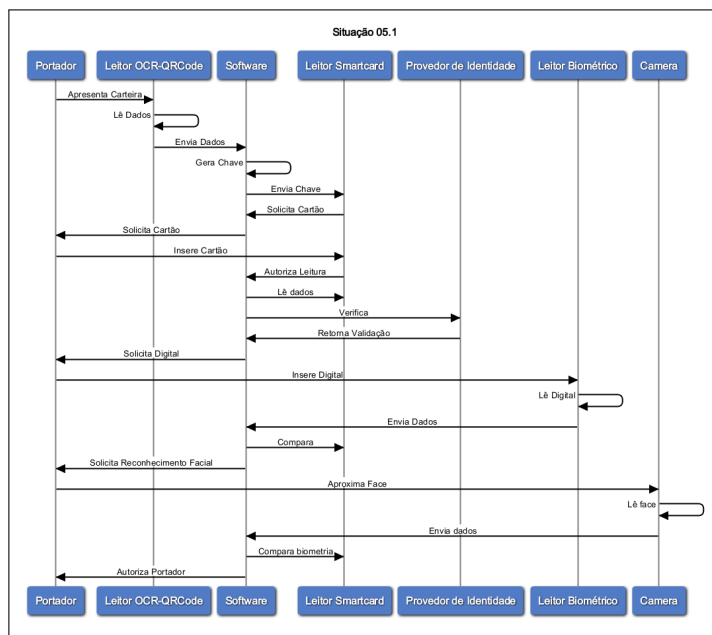 Situação 05.1
Portador Leitor OCR-QRCode Software Leitor Smartcard Provedor de Identidade Leitor Biométrico Camera
Apresenta Carteira
Lê Dados
Envia Dados
Gera Chave
Envia Chave
Solicita Cartão
Solicita Cartão
Insere Cartão
Autoriza Leitura
Lê dados
Verifica
Retorna Validação
Solicita Digital
Insere Digital
Lê Digital
Envia Dados
Compara
Solicita Reconhecimento Facial
Aproxima Face
Lê face
Envia dados
Compara biometria
Autoriza Portador
Portador Leitor OCR-QRCode Software Leitor Smartcard Provedor de Identidade Leitor Biométrico Camera